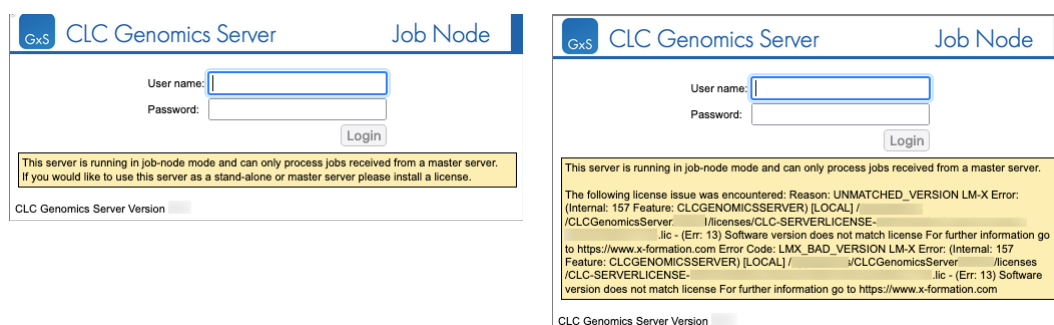 GxS CLC Genomics Server Job Node
User name:
Password:
Login
This server is running in job-node mode and can only process jobs received from a master server.
If you would like to use this server as a stand-alone or master server please install a license.
CLC Genomics Server Version
GxS CLC Genomics Server Job Node
User name:
Password:
Login
This server is running in job-node mode and can only process jobs received from a master server.
The following license issue was encountered: Reason: UNMATCHED_VERSION LM-X Error:
(Internal: 157 Feature: CLCGENOMICSSERVER) [LOCAL] /
/CLCGenomicsServer. /licenses/CLC-SERVERLICENSE-
.lic - (Err: 13) Software version does not match license For further information go
to https://www.x-formation.com Error Code: LMX_BAD_VERSION LM-X Error: (Internal: 157
Feature: CLCGENOMICSSERVER) [LOCAL] / /CLCGenomicsServer /licenses
/CLC-SERVERLICENSE- .lic - (Err: 13) Software
version does not match license For further information go to https://www.x-formation.com
CLC Genomics Server Version